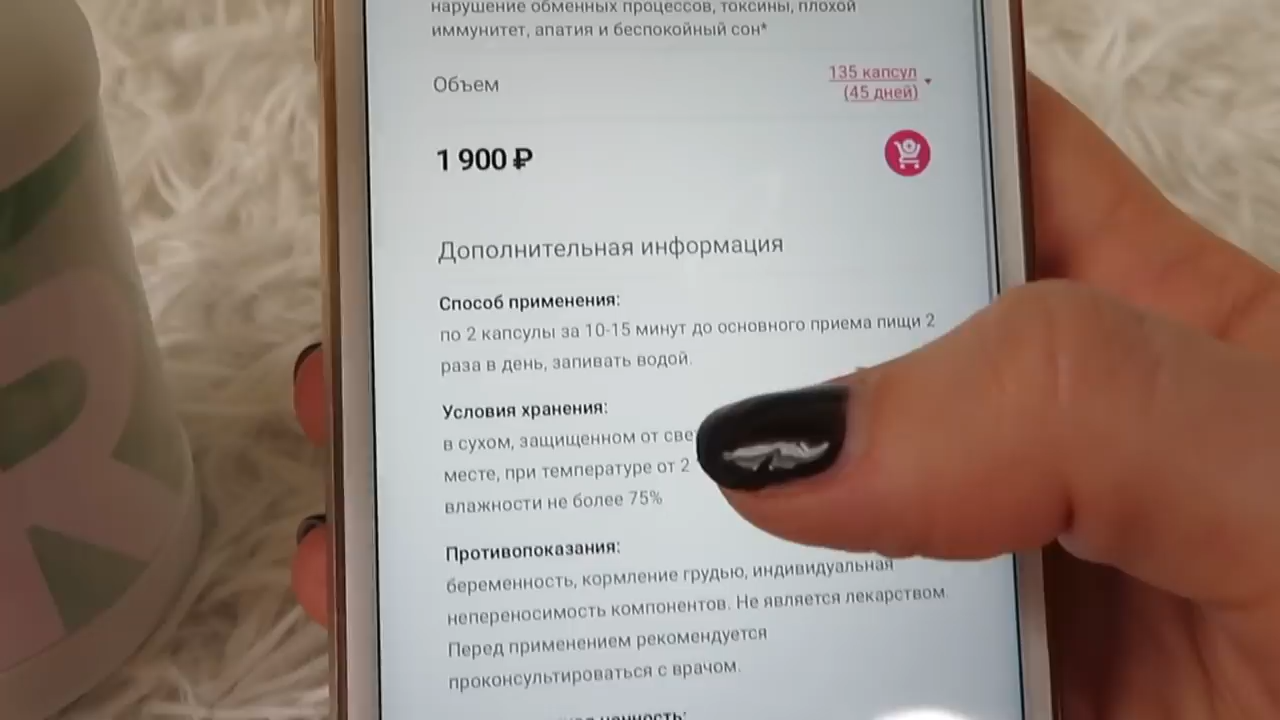 нарушение обменных процессов, токсины, плохой
иммунитет, апатия и беспокойный сон*
Объем
135 капсул
(45 дней)
1 900 ₽
Дополнительная информация
Способ применения:
по 2 капсулы за 10-15 минут до основного приема пищи 2
раза в день, запивать водой.
Условия хранения:
в сухом, защищенном от све
месте, при температуре от 2
влажности не более 75%
Противопоказания:
беременность, кормление грудью, индивидуальная
непереносимость компонентов. Не является лекарством.
Перед применением рекомендуется
проконсультироваться с врачом.